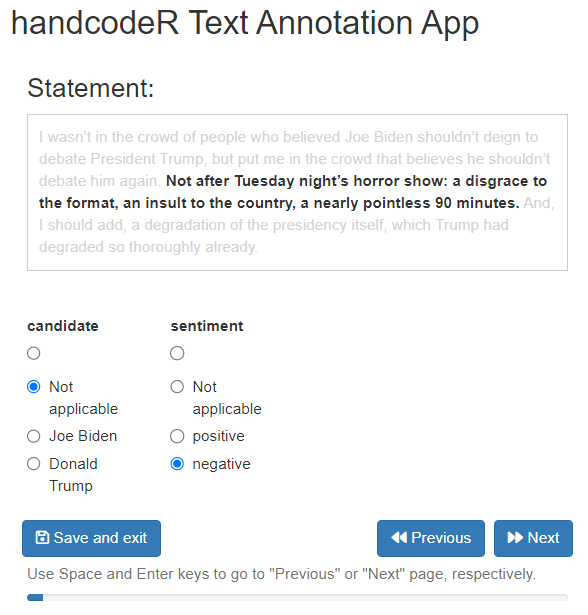 handcodeR Text Annotation App
Statement:
I wasn’t in the crowd of people who believed Joe Biden shouldn’t deign to
debate President Trump, but put me in the crowd that believes he shouldn’t
debate him again. Not after Tuesday night’s horror show: a disgrace to
the format, an insult to the country, a nearly pointless 90 minutes. And,
I should add, a degradation of the presidency itself, which Trump had
degraded so thoroughly already.
candidate
Not
applicable
Joe Biden
Donald
Trump
sentiment
Not
applicable
positive
negative
Save and exit
Previous
Next
Use Space and Enter keys to go to "Previous" or "Next" page, respectively.